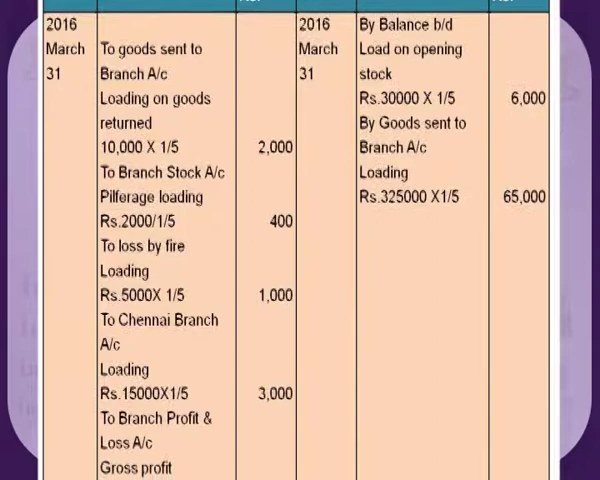 2016
March
31
To goods sent to
Branch A/c
Loading on goods
returned
10,000 X 1/5 2,000
To Branch Stock A/c
Pilferage loading
Rs.2000/1/5 400
To loss by fire
Loading
Rs.5000X 1/5 1,000
To Chennai Branch
A/c
Loading
Rs.15000X1/5 3,000
To Branch Profit &
Loss A/c
Gross profit
2016
March
31
By Balance b/d
Load on opening
stock
Rs.30000 X 1/5 6,000
By Goods sent to
Branch A/c
Loading
Rs.325000 X1/5 65,000